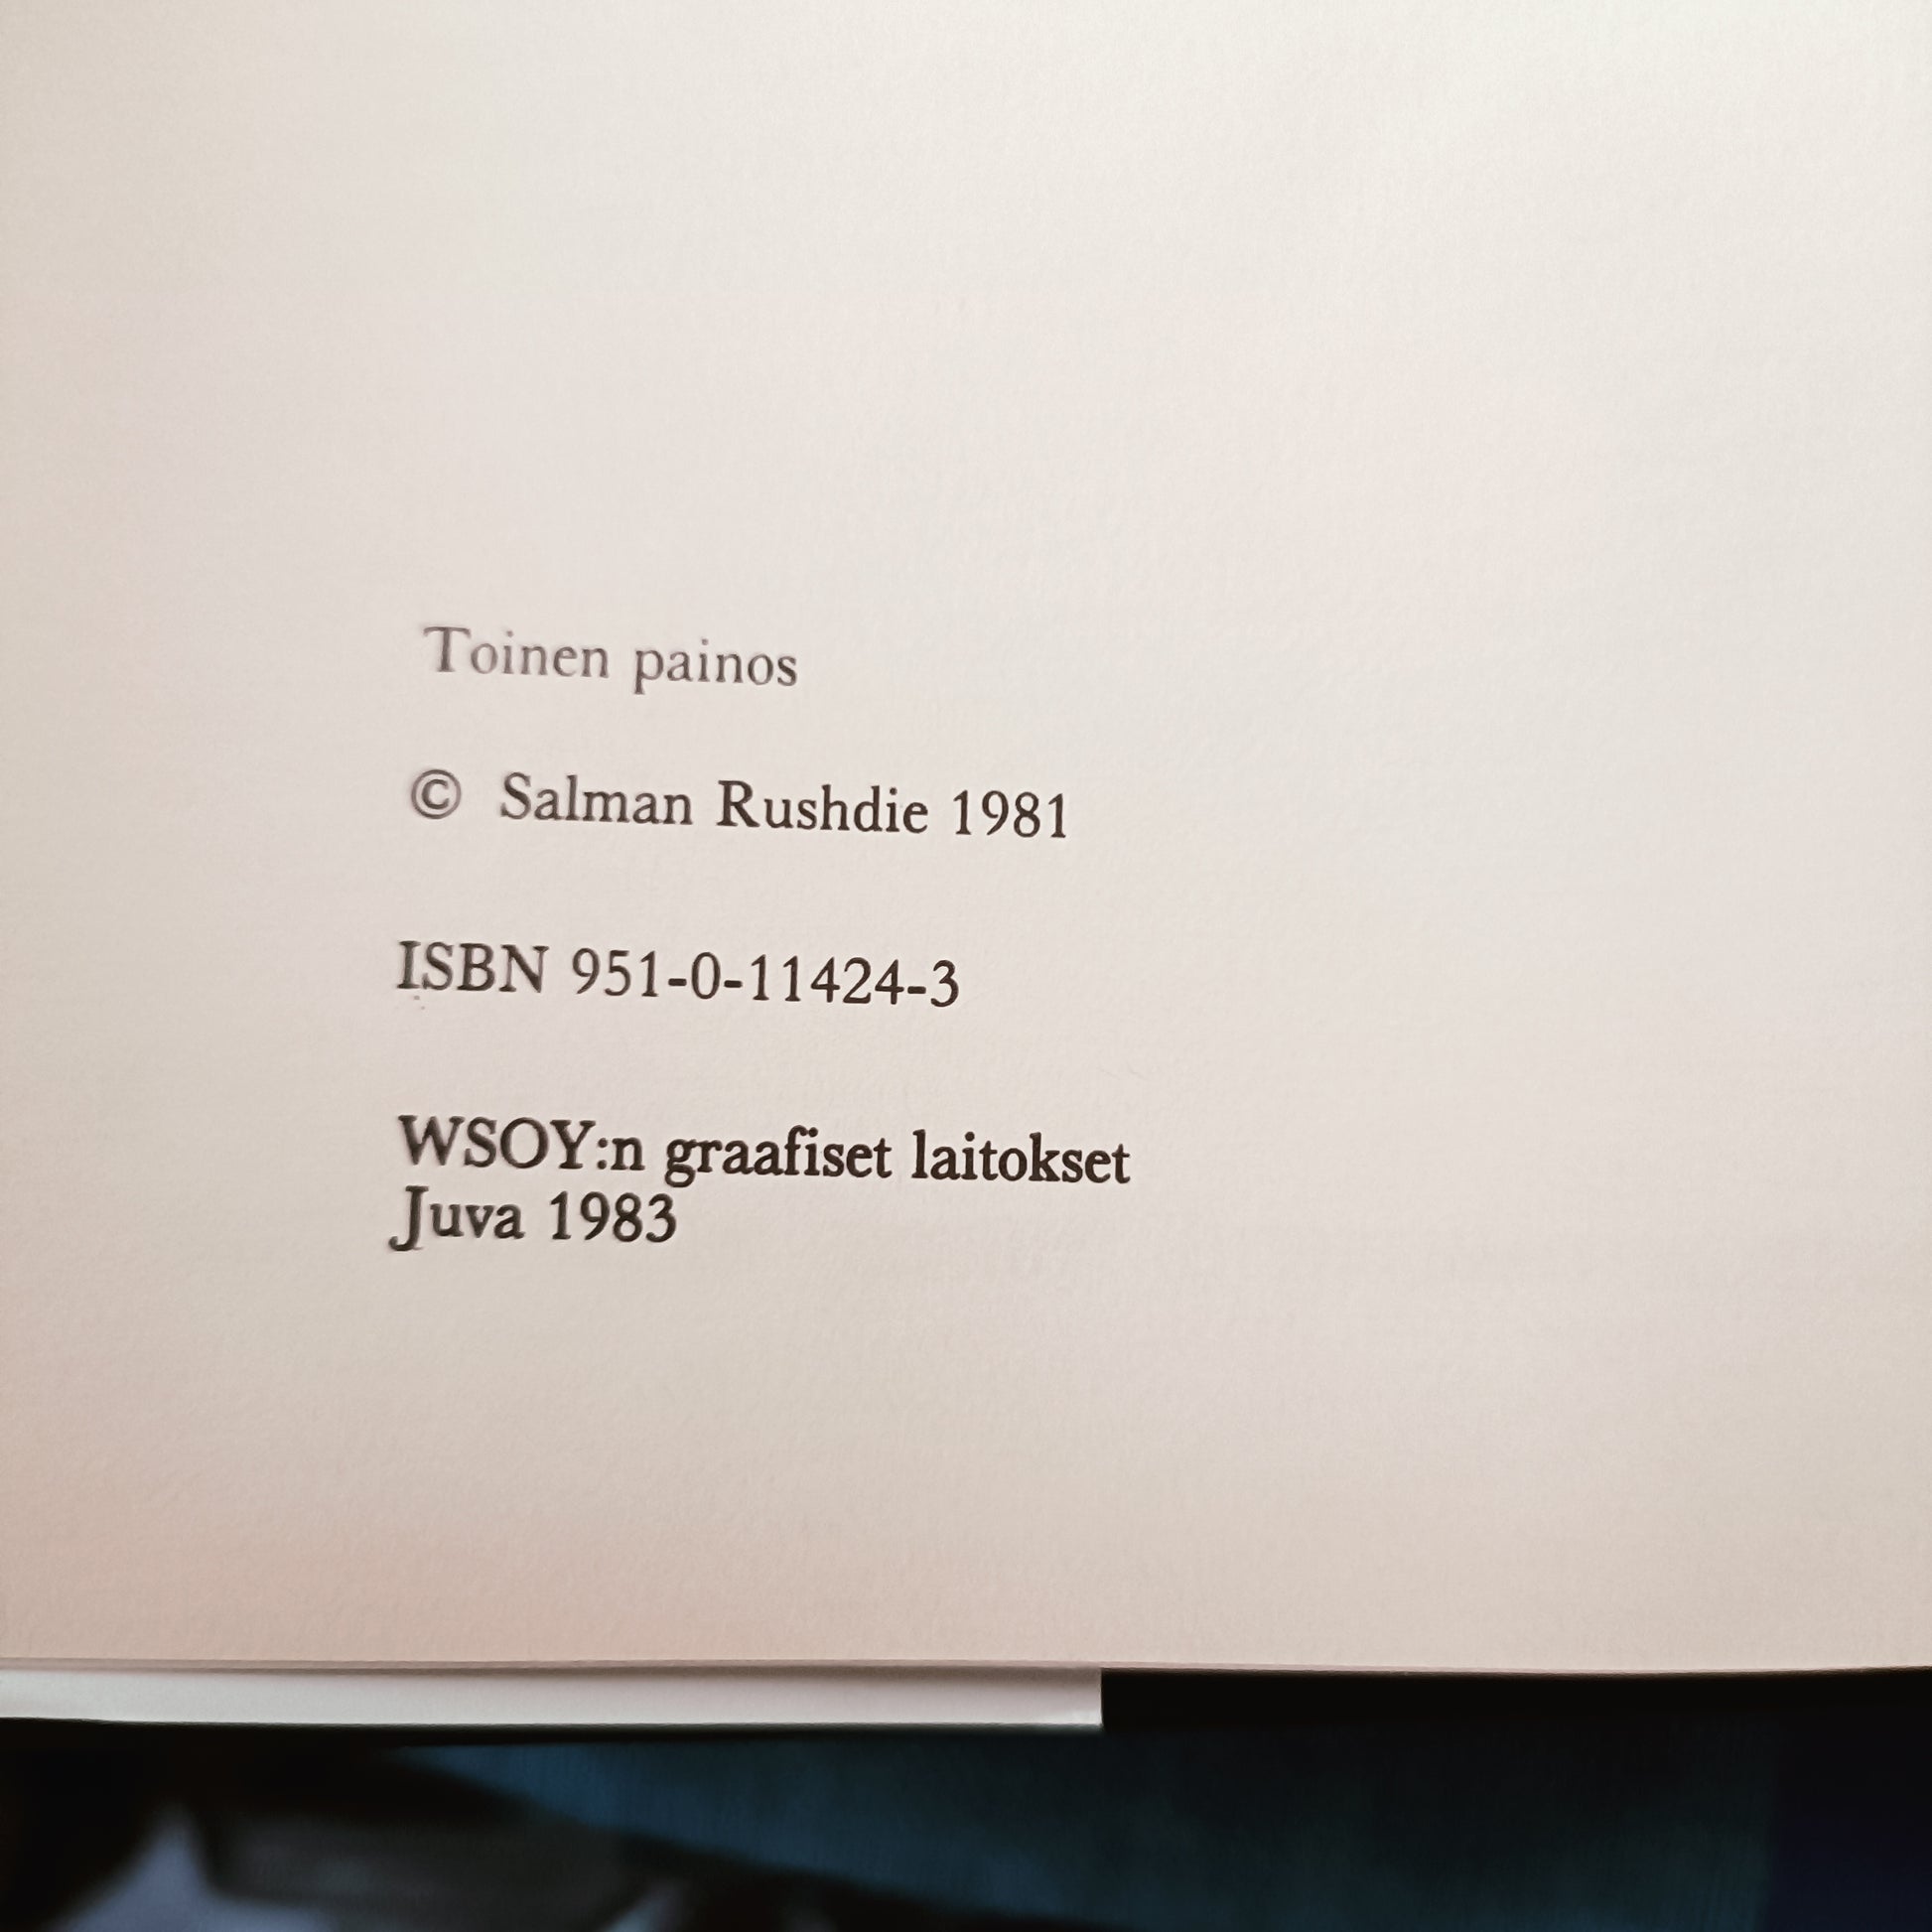 Toinen painos
© Salman Rushdie 1981
ISBN 951-0-11424-3
WSOY:n graafiset laitokset
Juva 1983